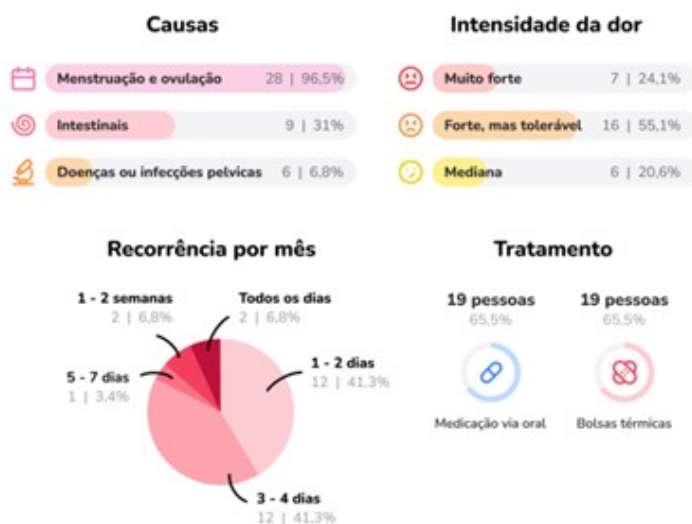 Causas
Menstruação e ovulação 28 | 96,5%
Intestinais 9 | 31%
Doenças ou infecções pelvicas 6 | 6,8%
Intensidade da dor
Muito forte 7 | 24,1%
Forte, mas tolerável 16 | 55,1%
Mediana 6 | 20,6%
Recorrência por mês
1 - 2 semanas
2 | 6,8%
Todos os dias
2 | 6,8%
5 - 7 dias
1 | 3,4%
1 - 2 dias
12 | 41,3%
3 - 4 dias
12 | 41,3%
Tratamento
19 pessoas
65,5%
Medicação via oral
19 pessoas
65,5%
Bolsas térmicas